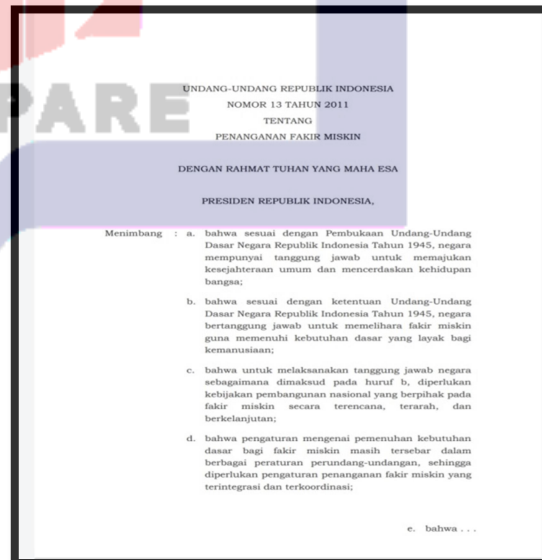 PARE
UNDANG-UNDANG REPUBLIK INDONESIA
NOMOR 13 TAHUN 2011
TENTANG
PENANGANAN FAKIR MISKIN
DENGAN RAHMAT TUHAN YANG MAHA ESA
PRESIDEN REPUBLIK INDONESIA,
Menimbang : a. bahwa sesuai dengan Pembukaan Undang-Undang
Dasar Negara Republik Indonesia Tahun 1945, negara
mempunyai tanggung jawab untuk memajukan
kesejahteraan umum dan mencerdaskan kehidupan
bangsa;
b. bahwa sesuai dengan ketentuan Undang-Undang
Dasar Negara Republik Indonesia Tahun 1945, negara
bertanggung jawab untuk memelihara fakir miskin
guna memenuhi kebutuhan dasar yang layak bagi
kemanusiaan;
c. bahwa untuk melaksanakan tanggung jawab negara
sebagaimana dimaksud pada huruf b, diperlukan
kebijakan pembangunan nasional yang berpihak pada
fakir miskin secara terencana, terarah, dan
berkelanjutan;
d. bahwa pengaturan mengenai pemenuhan kebutuhan
dasar bagi fakir miskin masih tersebar dalam
berbagai peraturan perundang-undangan, sehingga
diperlukan pengaturan penanganan fakir miskin yang
terintegrasi dan terkoordinasi;
e. bahwa . . .